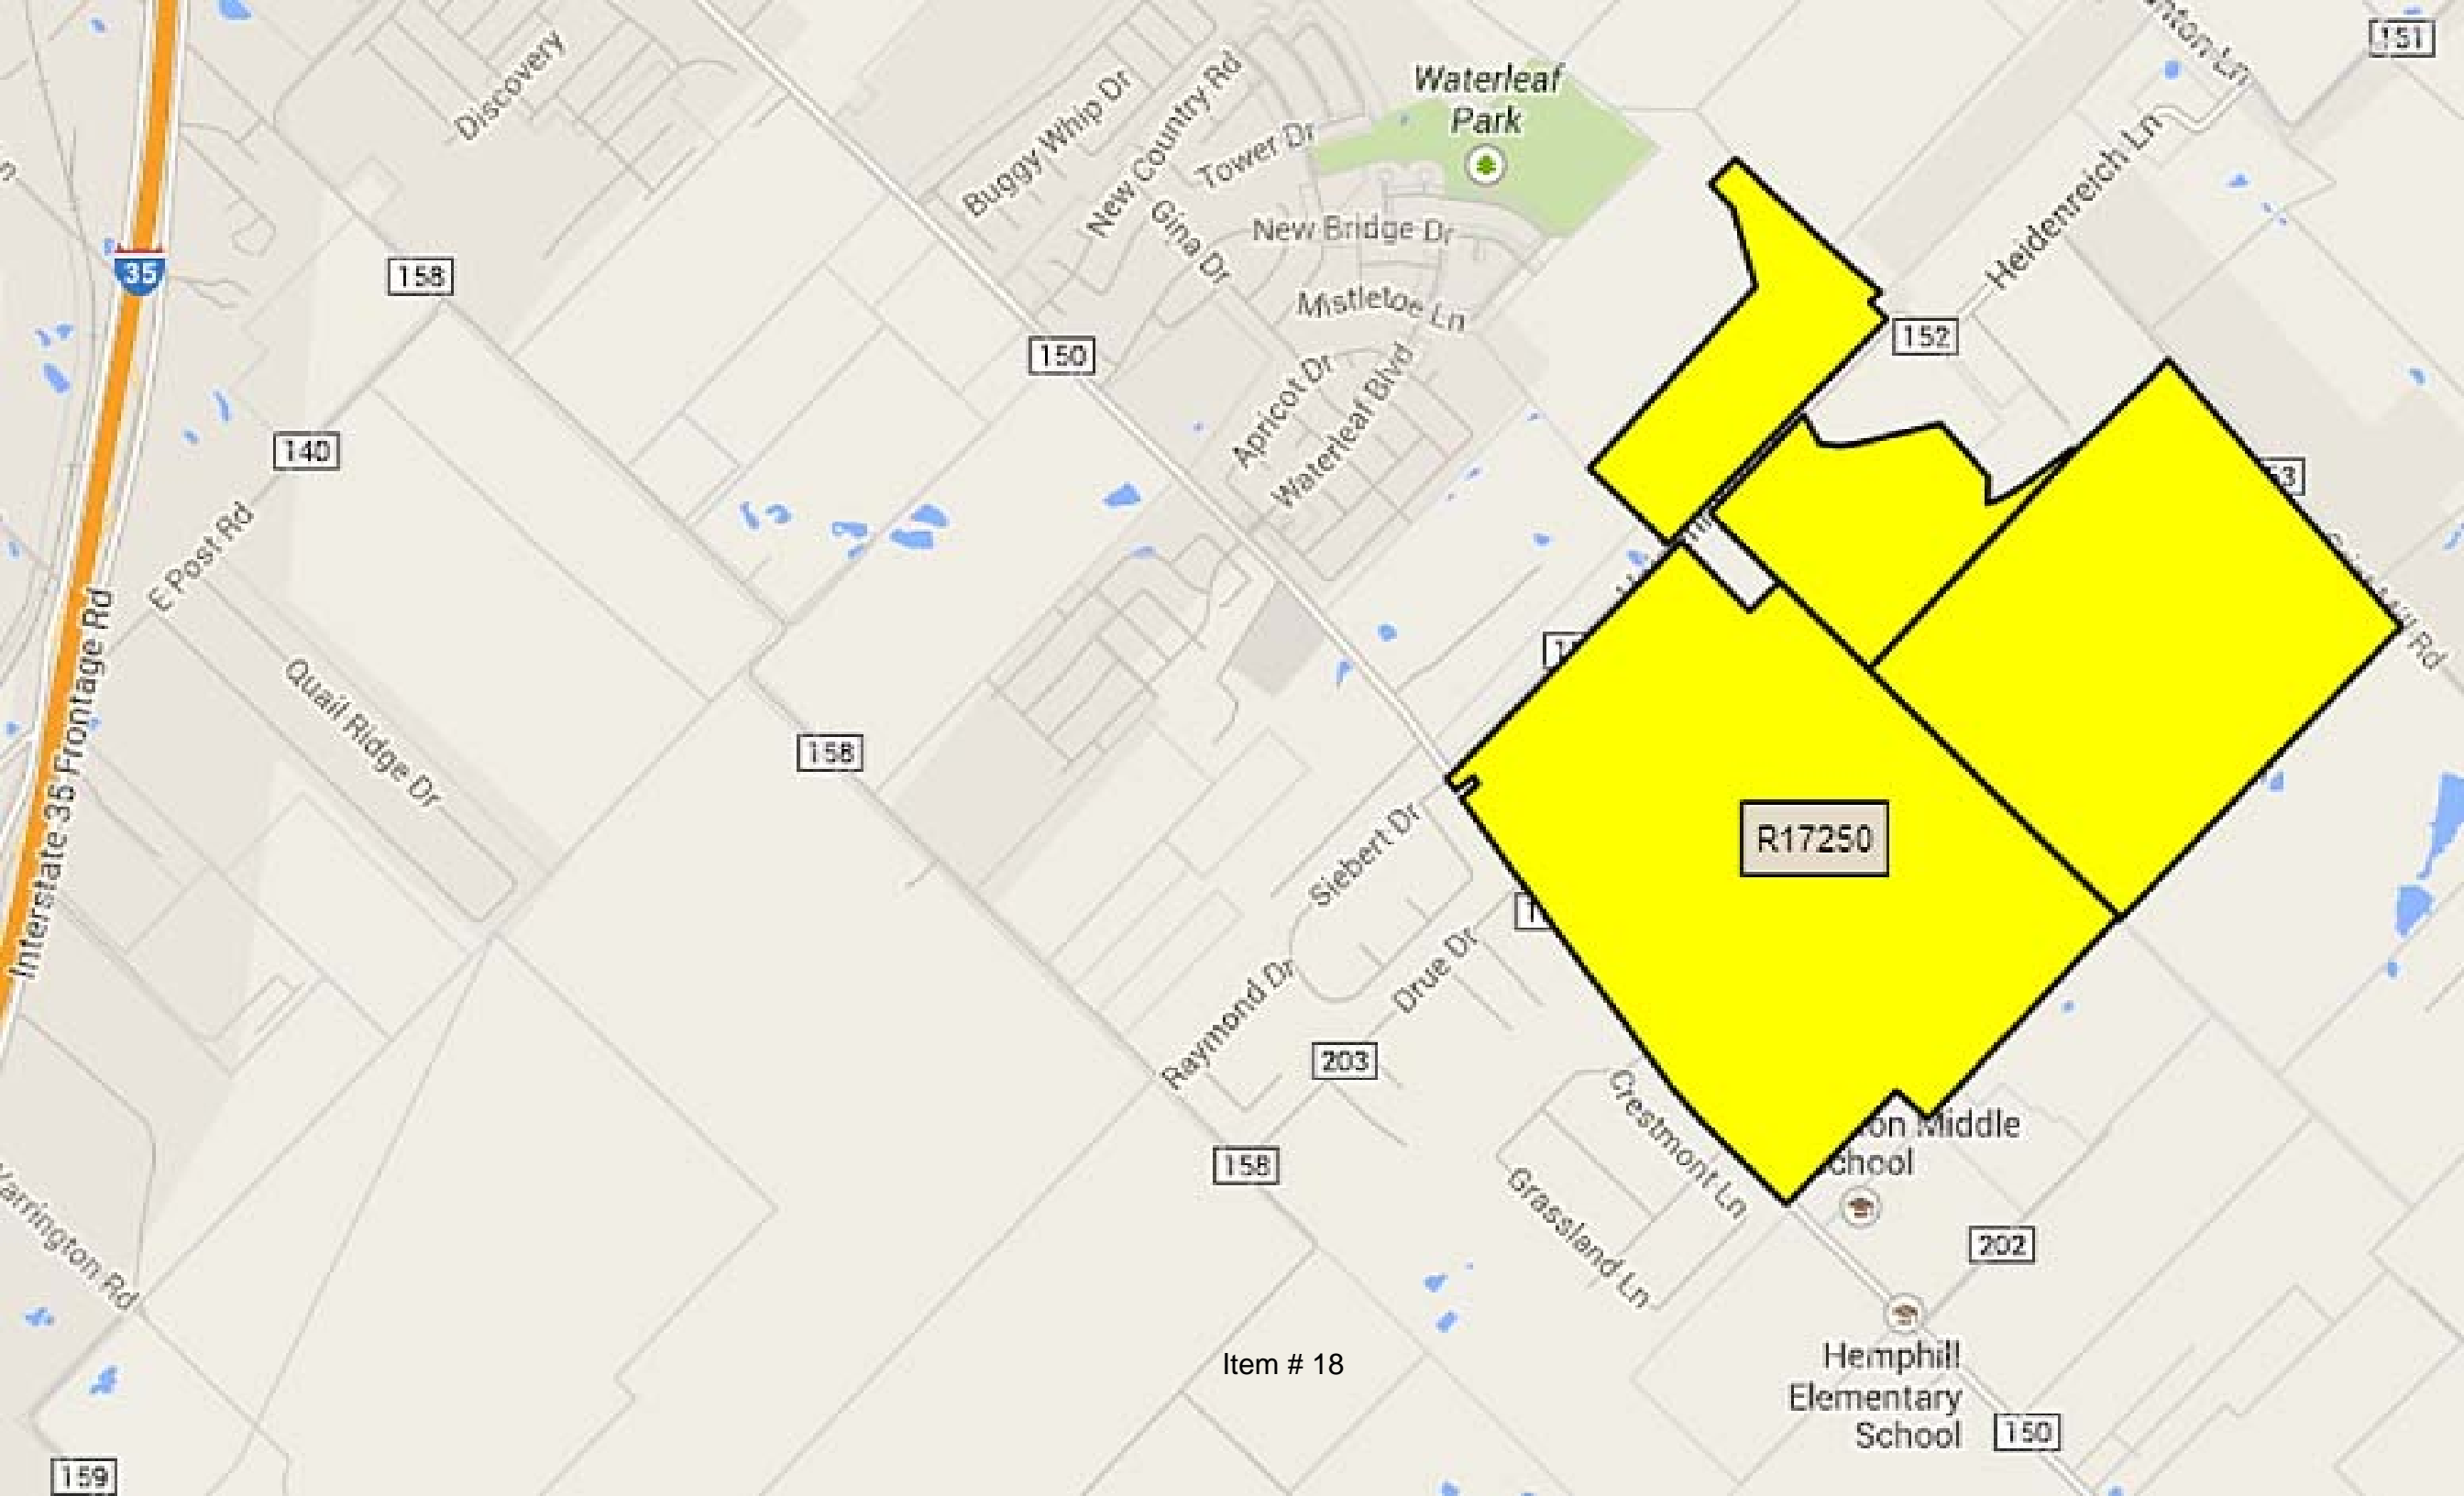 151
Discovery
Waterleaf
Park
Buggy Whip Dr
New Country Rd
Tower Dr
Heidenreich Ln
Gina Dr
New Bridge Dr
35
158
Mistletoe Ln
152
150
Apricot Dr
Waterleaf Blvd
140
E Post Rd
Quail Ridge Dr
Interstate 35 Frontage Rd
158
R17250
Siebert Dr
Drue Dr
Raymond Dr
203
Crestmont Ln
Middle
158
Grassland Ln
202
Hemphill
Elementary
School
Item # 18
150
159